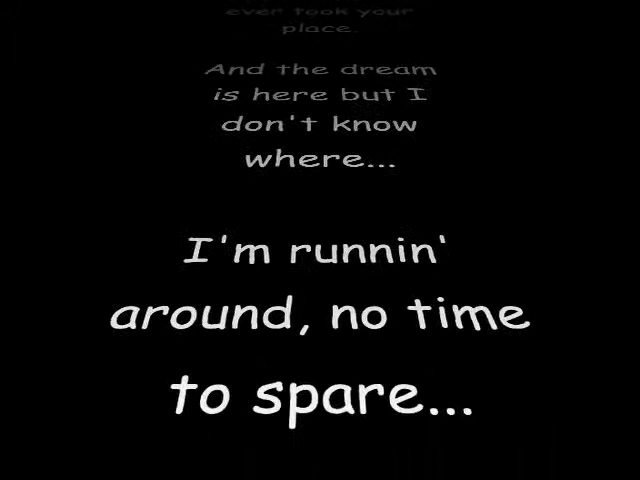 ever took your
place.
And the dream
is here but I
don't know
where...
I'm runnin'
around, no time
to spare...